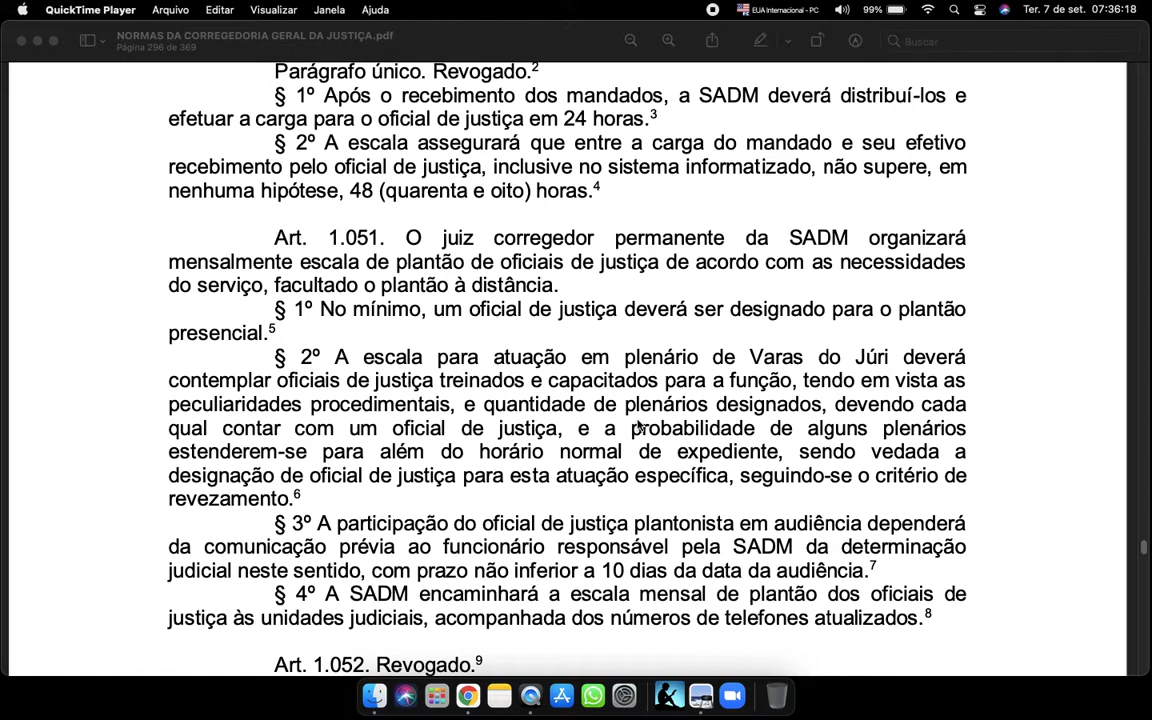 QuickTime Player Arquivo Editar Visualizar Janela Ajuda EUA Internacional - PC 99% Ter. 7 de set. 07:36:18
NORMAS DA CORREGEDORIA GERAL DA JUSTIÇA.pdf
Página 296 de 369
Buscar
Parágrafo único. Revogado.²
§ 1º Após o recebimento dos mandados, a SADM deverá distribuí-los e
efetuar a carga para o oficial de justiça em 24 horas.³
§ 2º A escala assegurará que entre a carga do mandado e seu efetivo
recebimento pelo oficial de justiça, inclusive no sistema informatizado, não supere, em
nenhuma hipótese, 48 (quarenta e oito) horas.⁴
Art. 1.051. O juiz corregedor permanente da SADM organizará
mensalmente escala de plantão de oficiais de justiça de acordo com as necessidades
do serviço, facultado o plantão à distância.
§ 1º No mínimo, um oficial de justiça deverá ser designado para o plantão
presencial.⁵
§ 2º A escala para atuação em plenário de Varas do Júri deverá
contemplar oficiais de justiça treinados e capacitados para a função, tendo em vista as
peculiaridades procedimentais, e quantidade de plenários designados, devendo cada
qual contar com um oficial de justiça, e a probabilidade de alguns plenários
estenderem-se para além do horário normal de expediente, sendo vedada a
designação de oficial de justiça para esta atuação específica, seguindo-se o critério de
revezamento.⁶
§ 3º A participação do oficial de justiça plantonista em audiência dependerá
da comunicação prévia ao funcionário responsável pela SADM da determinação
judicial neste sentido, com prazo não inferior a 10 dias da data da audiência.⁷
§ 4º A SADM encaminhará a escala mensal de plantão dos oficiais de
justiça às unidades judiciais, acompanhada dos números de telefones atualizados.⁸
Art. 1.052. Revogado.⁹